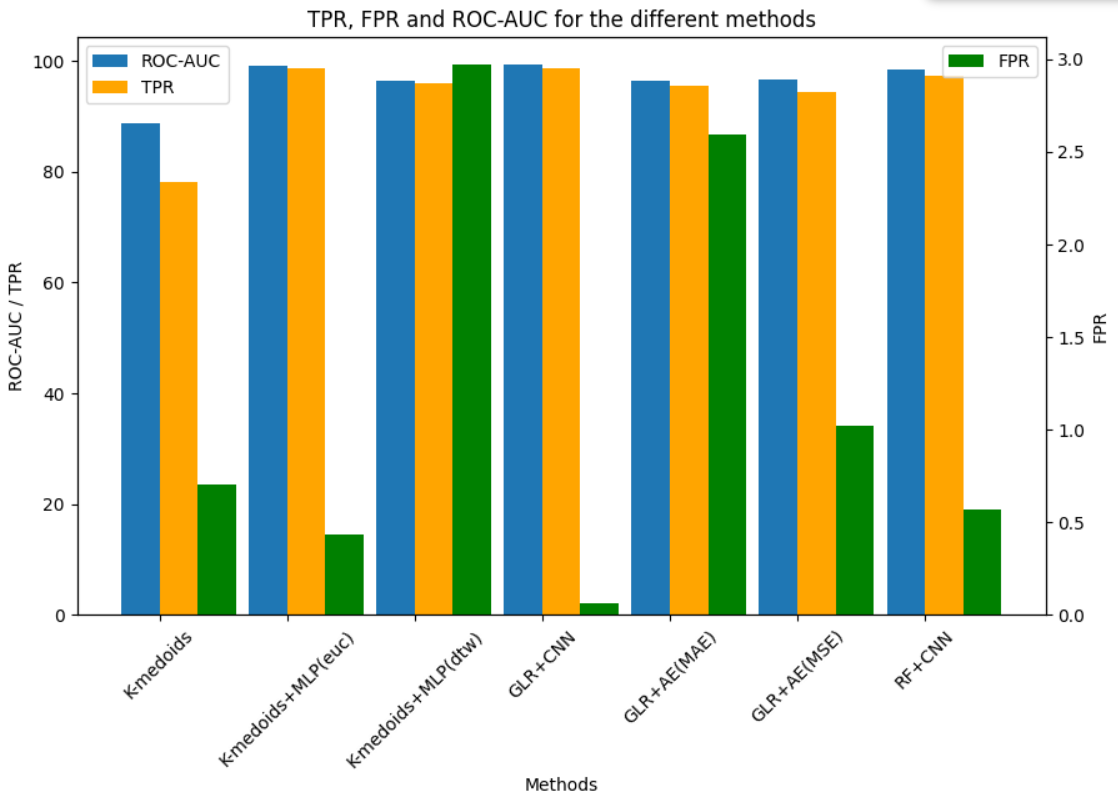 TPR, FPR and ROC-AUC for the different methods
ROC-AUC
TPR
FPR
ROC-AUC / TPR
100
80
60
40
20
0
3.0
2.5
2.0
1.5
1.0
0.5
0.0
FPR
K-medoids
K-medoids+MLP(euc)
K-medoids+MLP(dtw)
GLR+CNN
GLR+AE(MAE)
GLR+AE(MSE)
RF+CNN
Methods